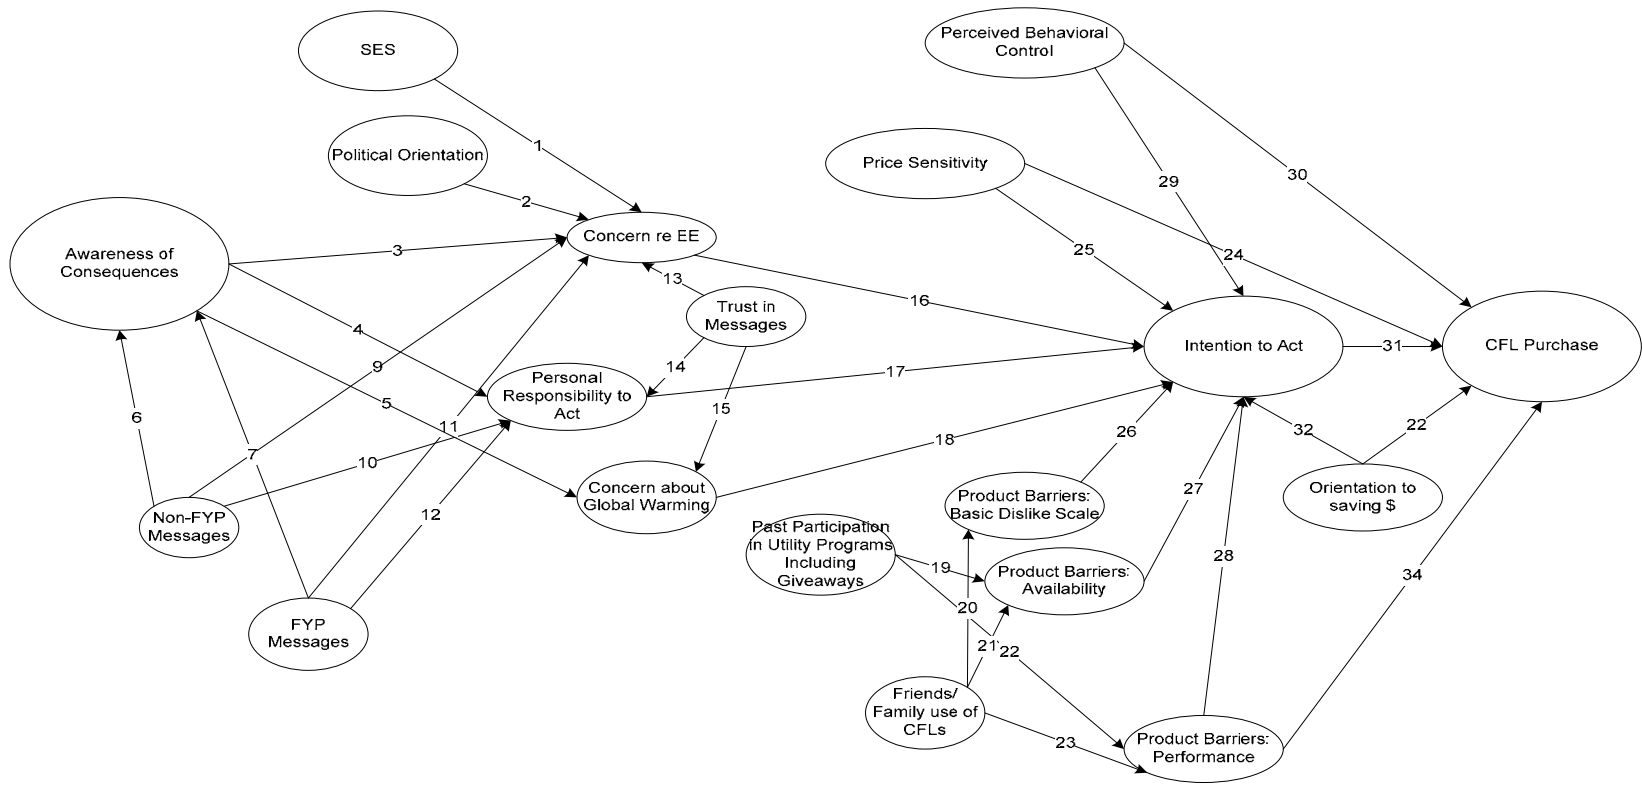 SES
Perceived Behavioral
Control
1
Political Orientation
Price Sensitivity
30
29
2
Concern re EE
Awareness of
Consequences
3
25
24
13
Trust in
Messages
16
4
Intention to Act
31
CFL Purchase
9
14
17
Personal
Responsibility to
Act
5
15
6
11
32
22
26
18
7
10
Concern about
Global Warming
27
Product Barriers:
Basic Dislike Scale
Orientation to
saving $
Non-FYP
Messages
12
Past Participation
in Utility Programs
Including
Giveaways
28
19
Product Barriers:
Availability
34
20
FYP
Messages
21
22
Friends/
Family use of
CFLs
23
Product Barriers:
Performance